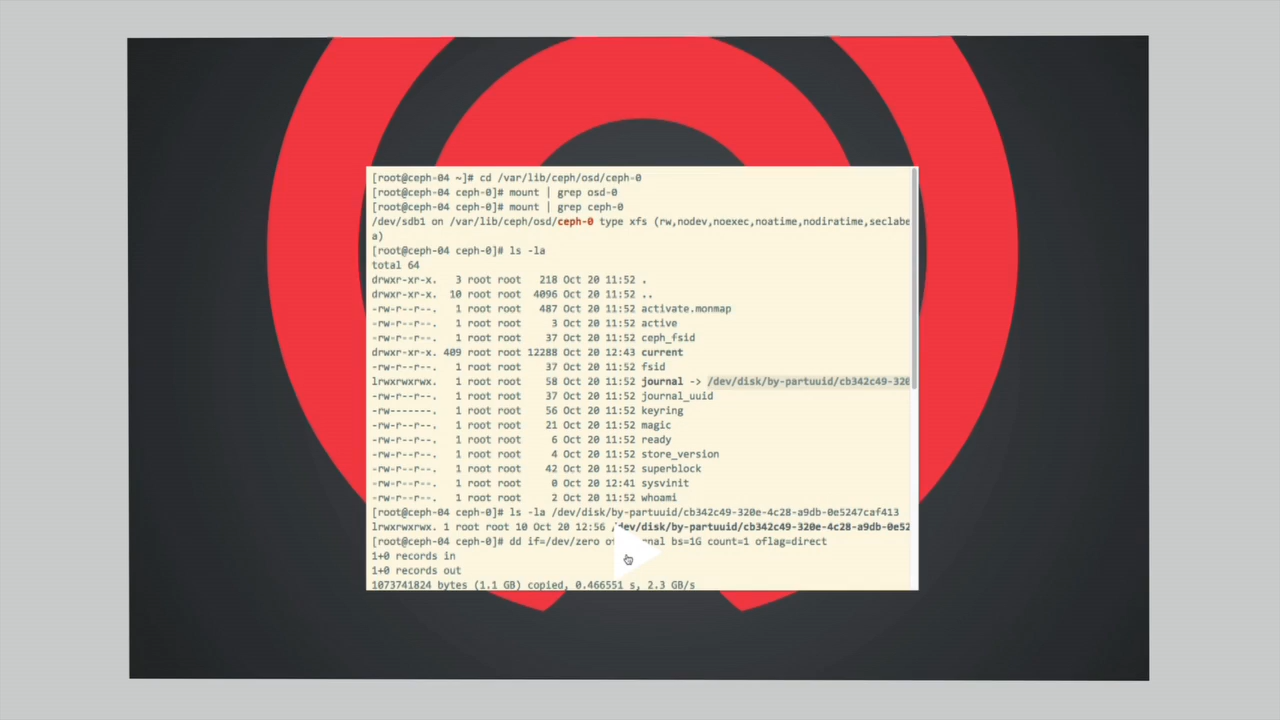 [root@ceph-04 ~]# cd /var/lib/ceph/osd/ceph-0
[root@ceph-04 ceph-0]# mount | grep osd-0
[root@ceph-04 ceph-0]# mount | grep ceph-0
/dev/sdb1 on /var/lib/ceph/osd/ceph-0 type xfs (rw,nodev,noexec,noatime,nodiratime,seclabe
a)
[root@ceph-04 ceph-0]# ls -la
total 64
drwxr-xr-x. 3 root root 218 Oct 20 11:52 .
drwxr-xr-x. 10 root root 4096 Oct 20 11:52 ..
-rw-r--r--. 1 root root 487 Oct 20 11:52 activate.monmap
-rw-r--r--. 1 root root 3 Oct 20 11:52 active
-rw-r--r--. 1 root root 37 Oct 20 11:52 ceph_fsid
drwxr-xr-x. 409 root root 12288 Oct 20 12:43 current
-rw-r--r--. 1 root root 37 Oct 20 11:52 fsid
lrwxrwxrwx. 1 root root 58 Oct 20 11:52 journal -> /dev/disk/by-partuuid/cb342c49-320
-rw-r--r--. 1 root root 37 Oct 20 11:52 journal_uuid
-rw-------. 1 root root 56 Oct 20 11:52 keyring
-rw-r--r--. 1 root root 21 Oct 20 11:52 magic
-rw-r--r--. 1 root root 6 Oct 20 11:52 ready
-rw-r--r--. 1 root root 4 Oct 20 11:52 store_version
-rw-r--r--. 1 root root 42 Oct 20 11:52 superblock
-rw-r--r--. 1 root root 0 Oct 20 12:41 sysvinit
-rw-r--r--. 1 root root 2 Oct 20 11:52 whoami
[root@ceph-04 ceph-0]# ls -la /dev/disk/by-partuuid/cb342c49-320e-4c28-a9db-0e5247caf413
lrwxrwxrwx. 1 root root 10 Oct 20 12:56 /dev/disk/by-partuuid/cb342c49-320e-4c28-a9db-0e52
[root@ceph-04 ceph-0]# dd if=/dev/zero bs=1G count=1 oflag=direct
1+0 records in
1+0 records out
1073741824 bytes (1.1 GB) copied, 0.466551 s, 2.3 GB/s